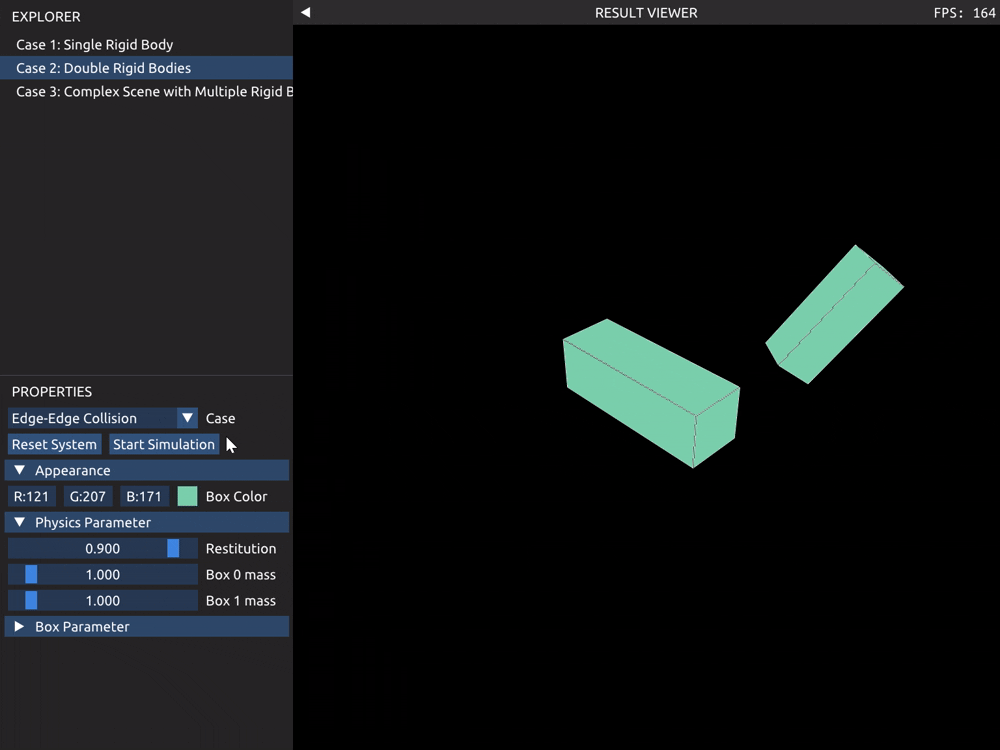 EXPLORER
RESULT VIEWER
FPS: 164
Case 1: Single Rigid Body
Case 2: Double Rigid Bodies
Case 3: Complex Scene with Multiple Rigid B
PROPERTIES
Edge-Edge Collision Case
Reset System Start Simulation
Appearance
R:121 G:207 B:171 Box Color
Physics Parameter
0.900 Restitution
1.000 Box 0 mass
1.000 Box 1 mass
Box Parameter